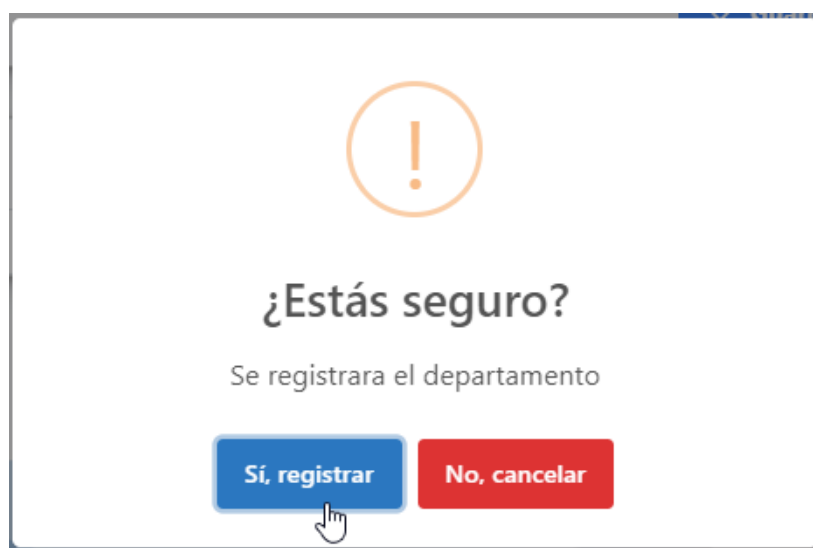 ¿Estás seguro?
Se registrara el departamento
Sí, registrar
No, cancelar